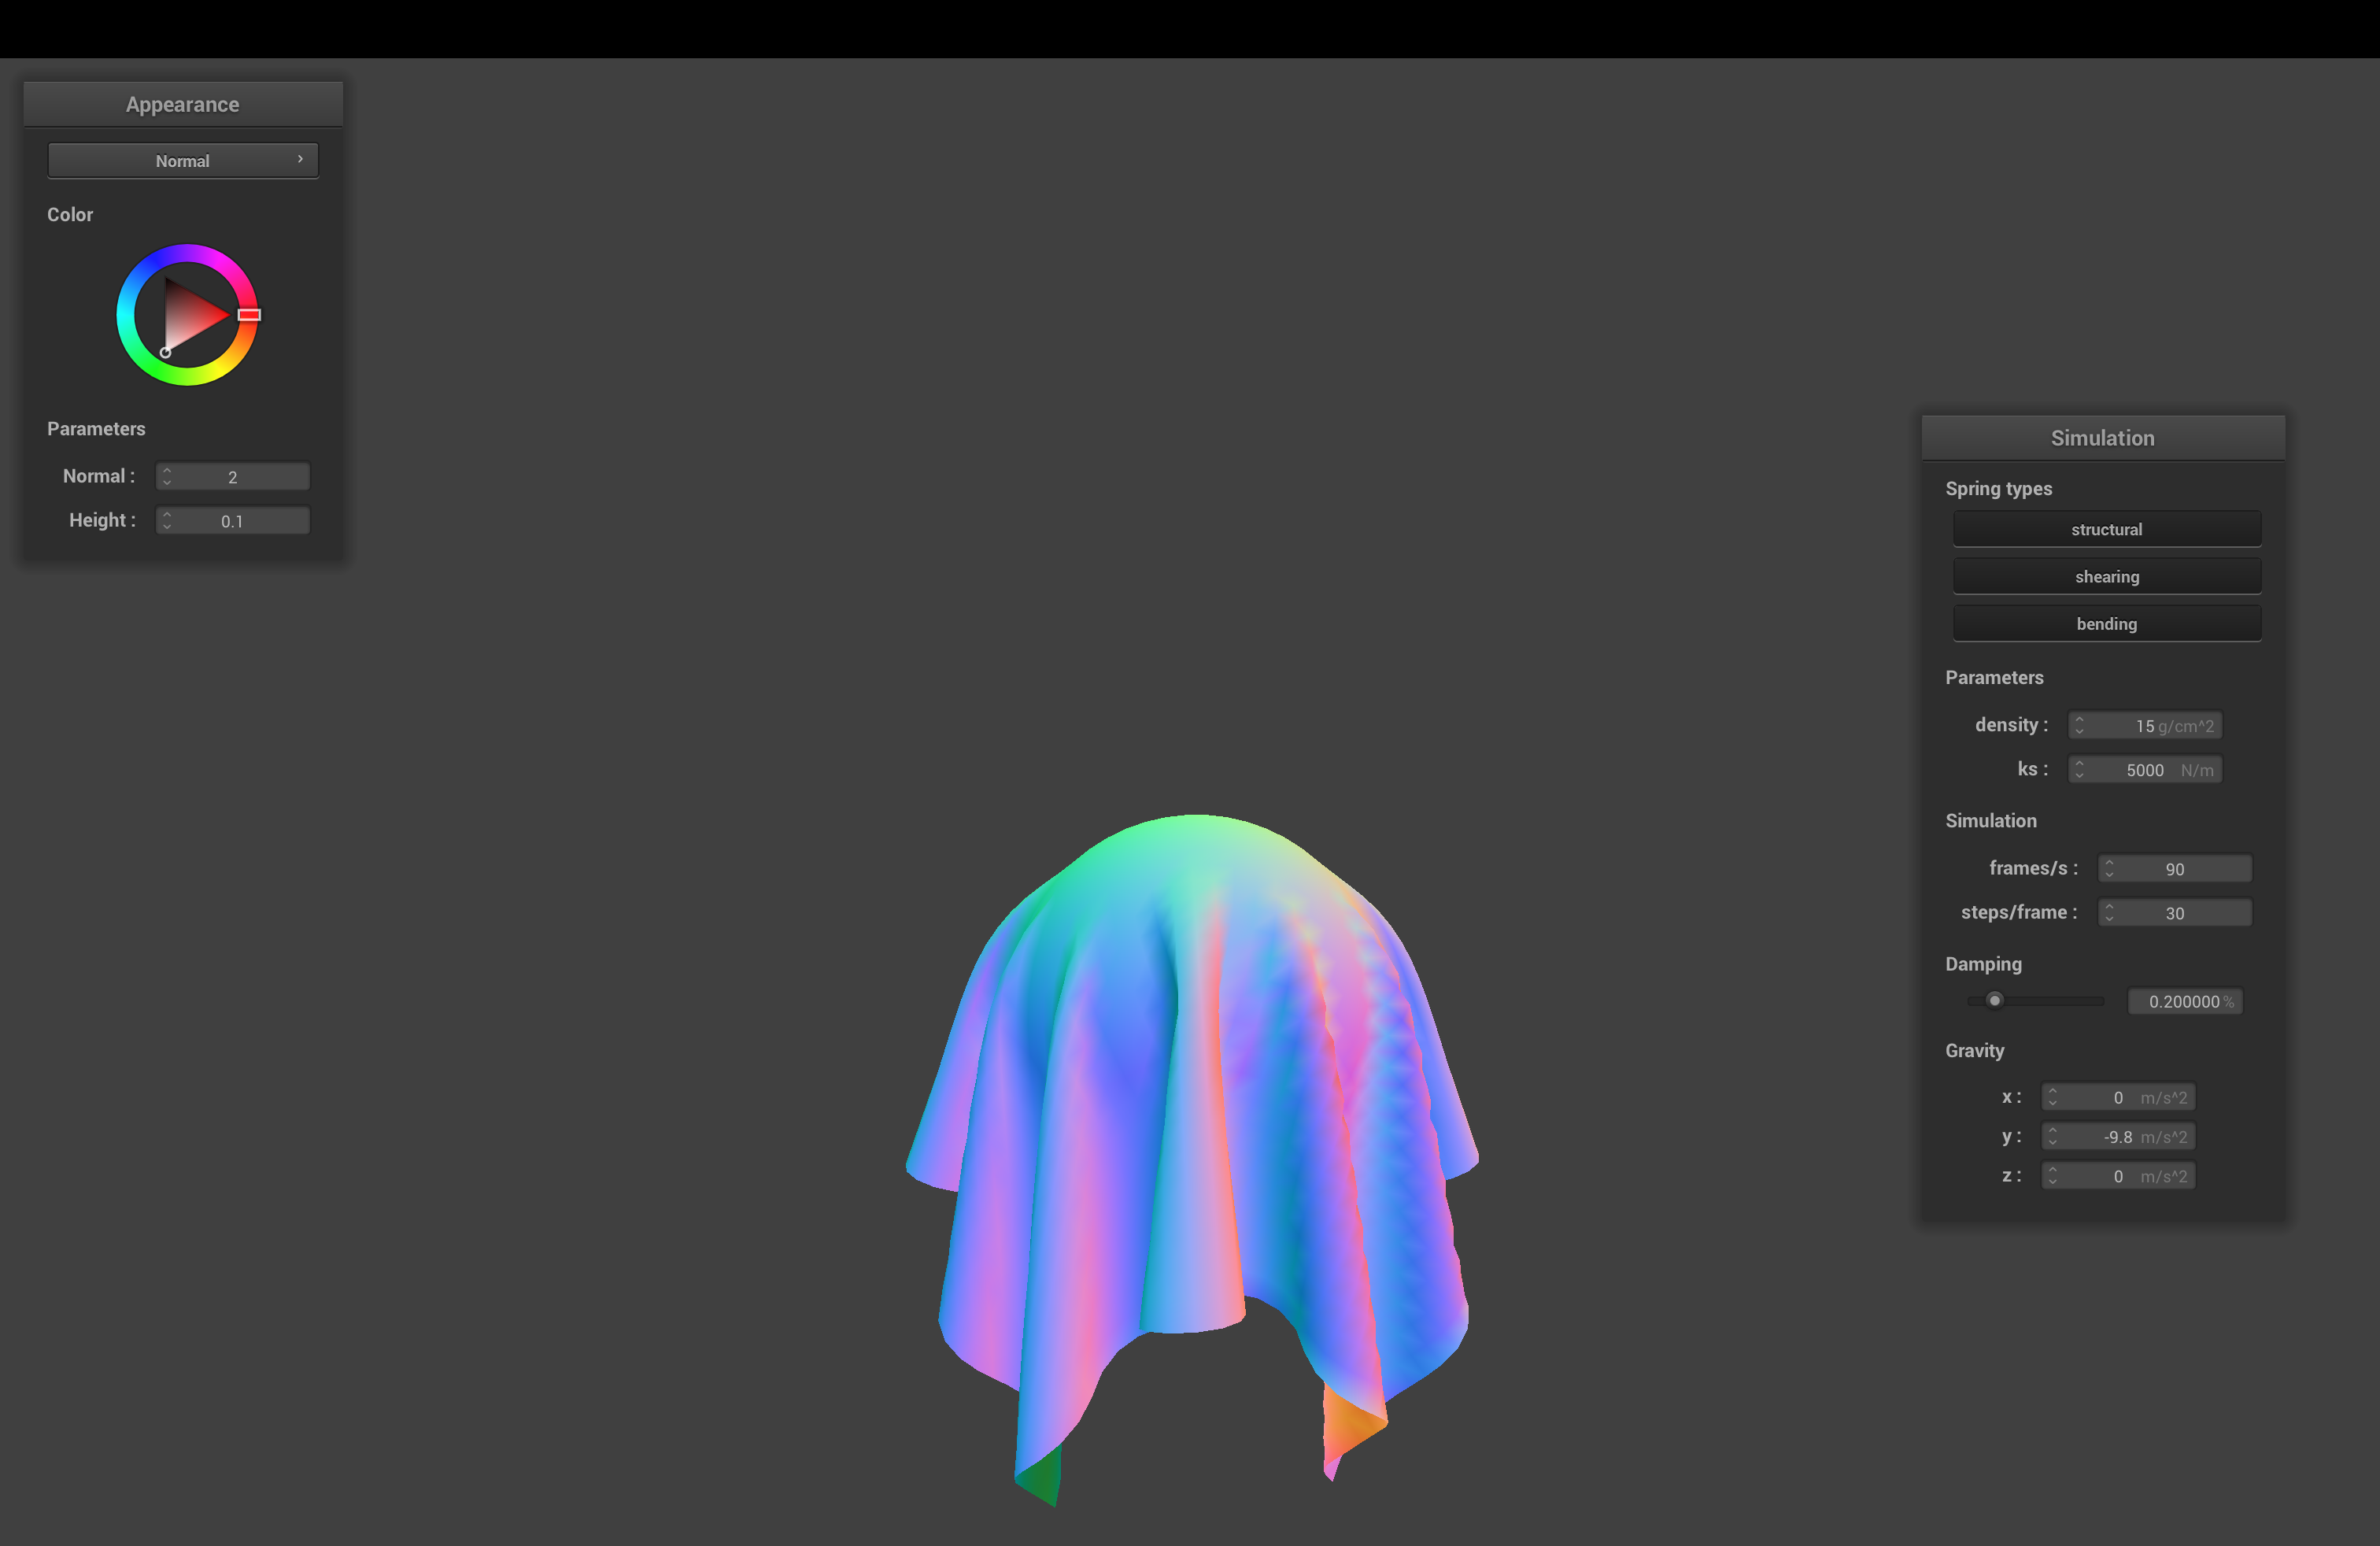 Appearance
Normal
Color
Parameters
Normal : 2
Height : 0.1
Simulation
Spring types
structural
shearing
bending
Parameters
density : 15 g/cm^2
ks : 5000 N/m
Simulation
frames/s : 90
steps/frame : 30
Damping
0.200000 %
Gravity
x : 0 m/s^2
y : -9.8 m/s^2
z : 0 m/s^2